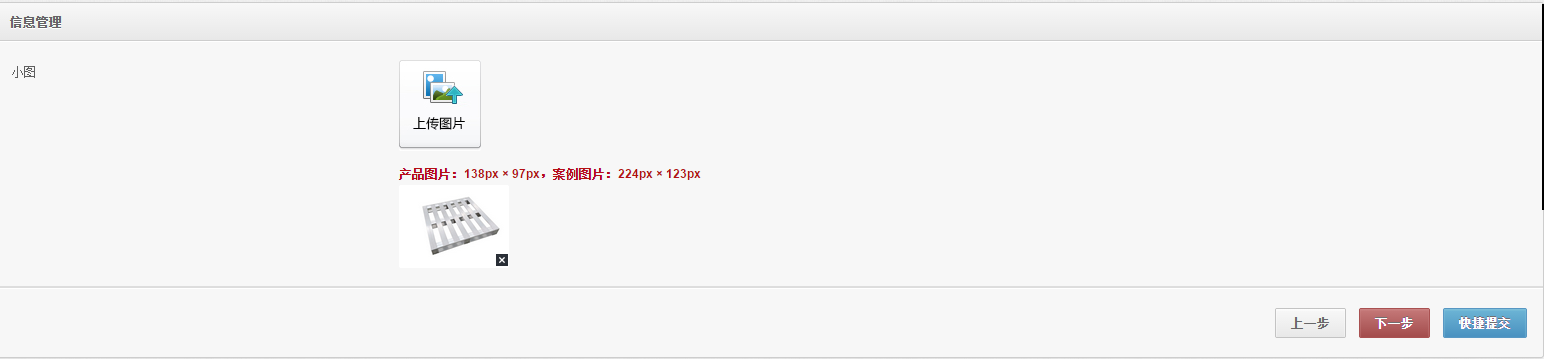 信息管理
小图
上传图片
产品图片：138px × 97px，案例图片：224px × 123px
上一步
下一步
快捷提交